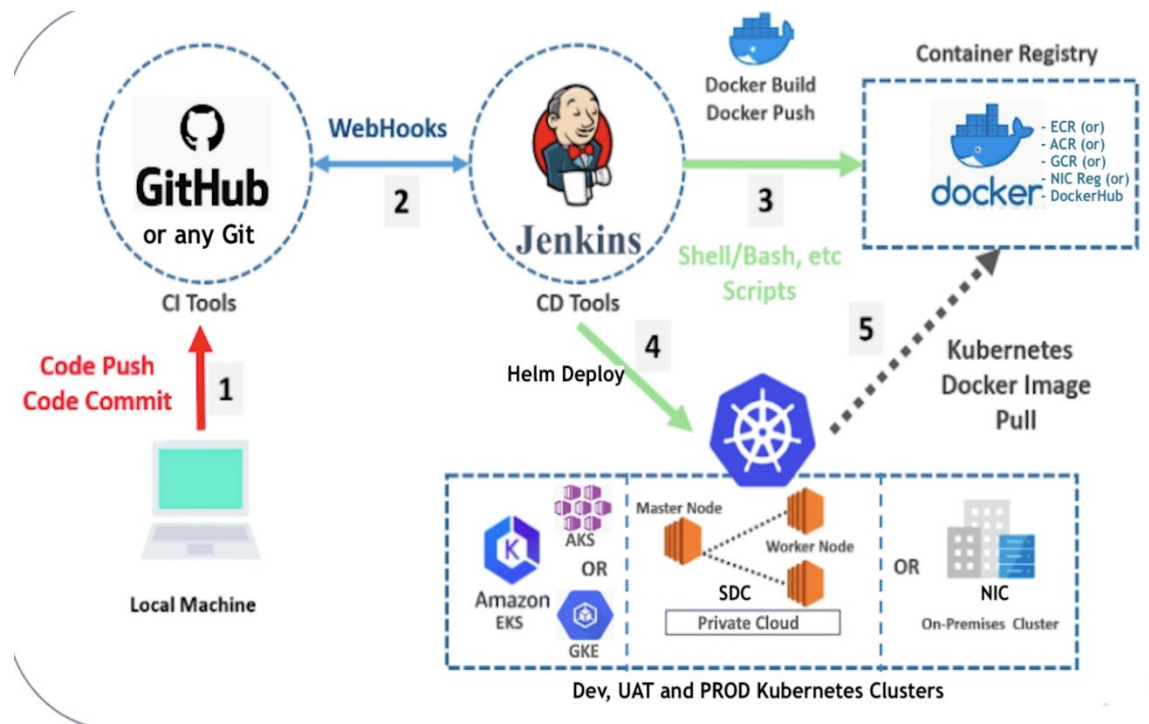 Docker Build
Docker Push
Container Registry
GitHub
or any Git
CI Tools
WebHooks
2
Jenkins
CD Tools
3
Shell/Bash, etc
Scripts
docker
- ECR (or)
- ACR (or)
- GCR (or)
- NIC Reg (or)
- DockerHub
Code Push
Code Commit
1
Local Machine
4
Helm Deploy
5
Kubernetes
Docker Image
Pull
K
Amazon
EKS
AKS
OR
GKE
Master Node
Worker Node
SDC
Private Cloud
OR
NIC
On-Premises Cluster
Dev, UAT and PROD Kubernetes Clusters